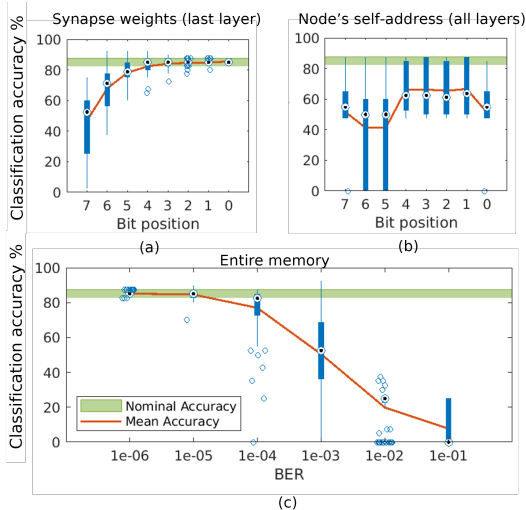 Synapse weights (last layer)
Classification accuracy %
100
80
60
40
20
0
7 6 5 4 3 2 1 0
Bit position
(a)
Node's self-address (all layers)
100
80
60
40
20
0
7 6 5 4 3 2 1 0
Bit position
(b)
Entire memory
Classification accuracy %
100
80
60
40
20
0
Nominal Accuracy
Mean Accuracy
1e-06 1e-05 1e-04 1e-03 1e-02 1e-01
BER
(c)